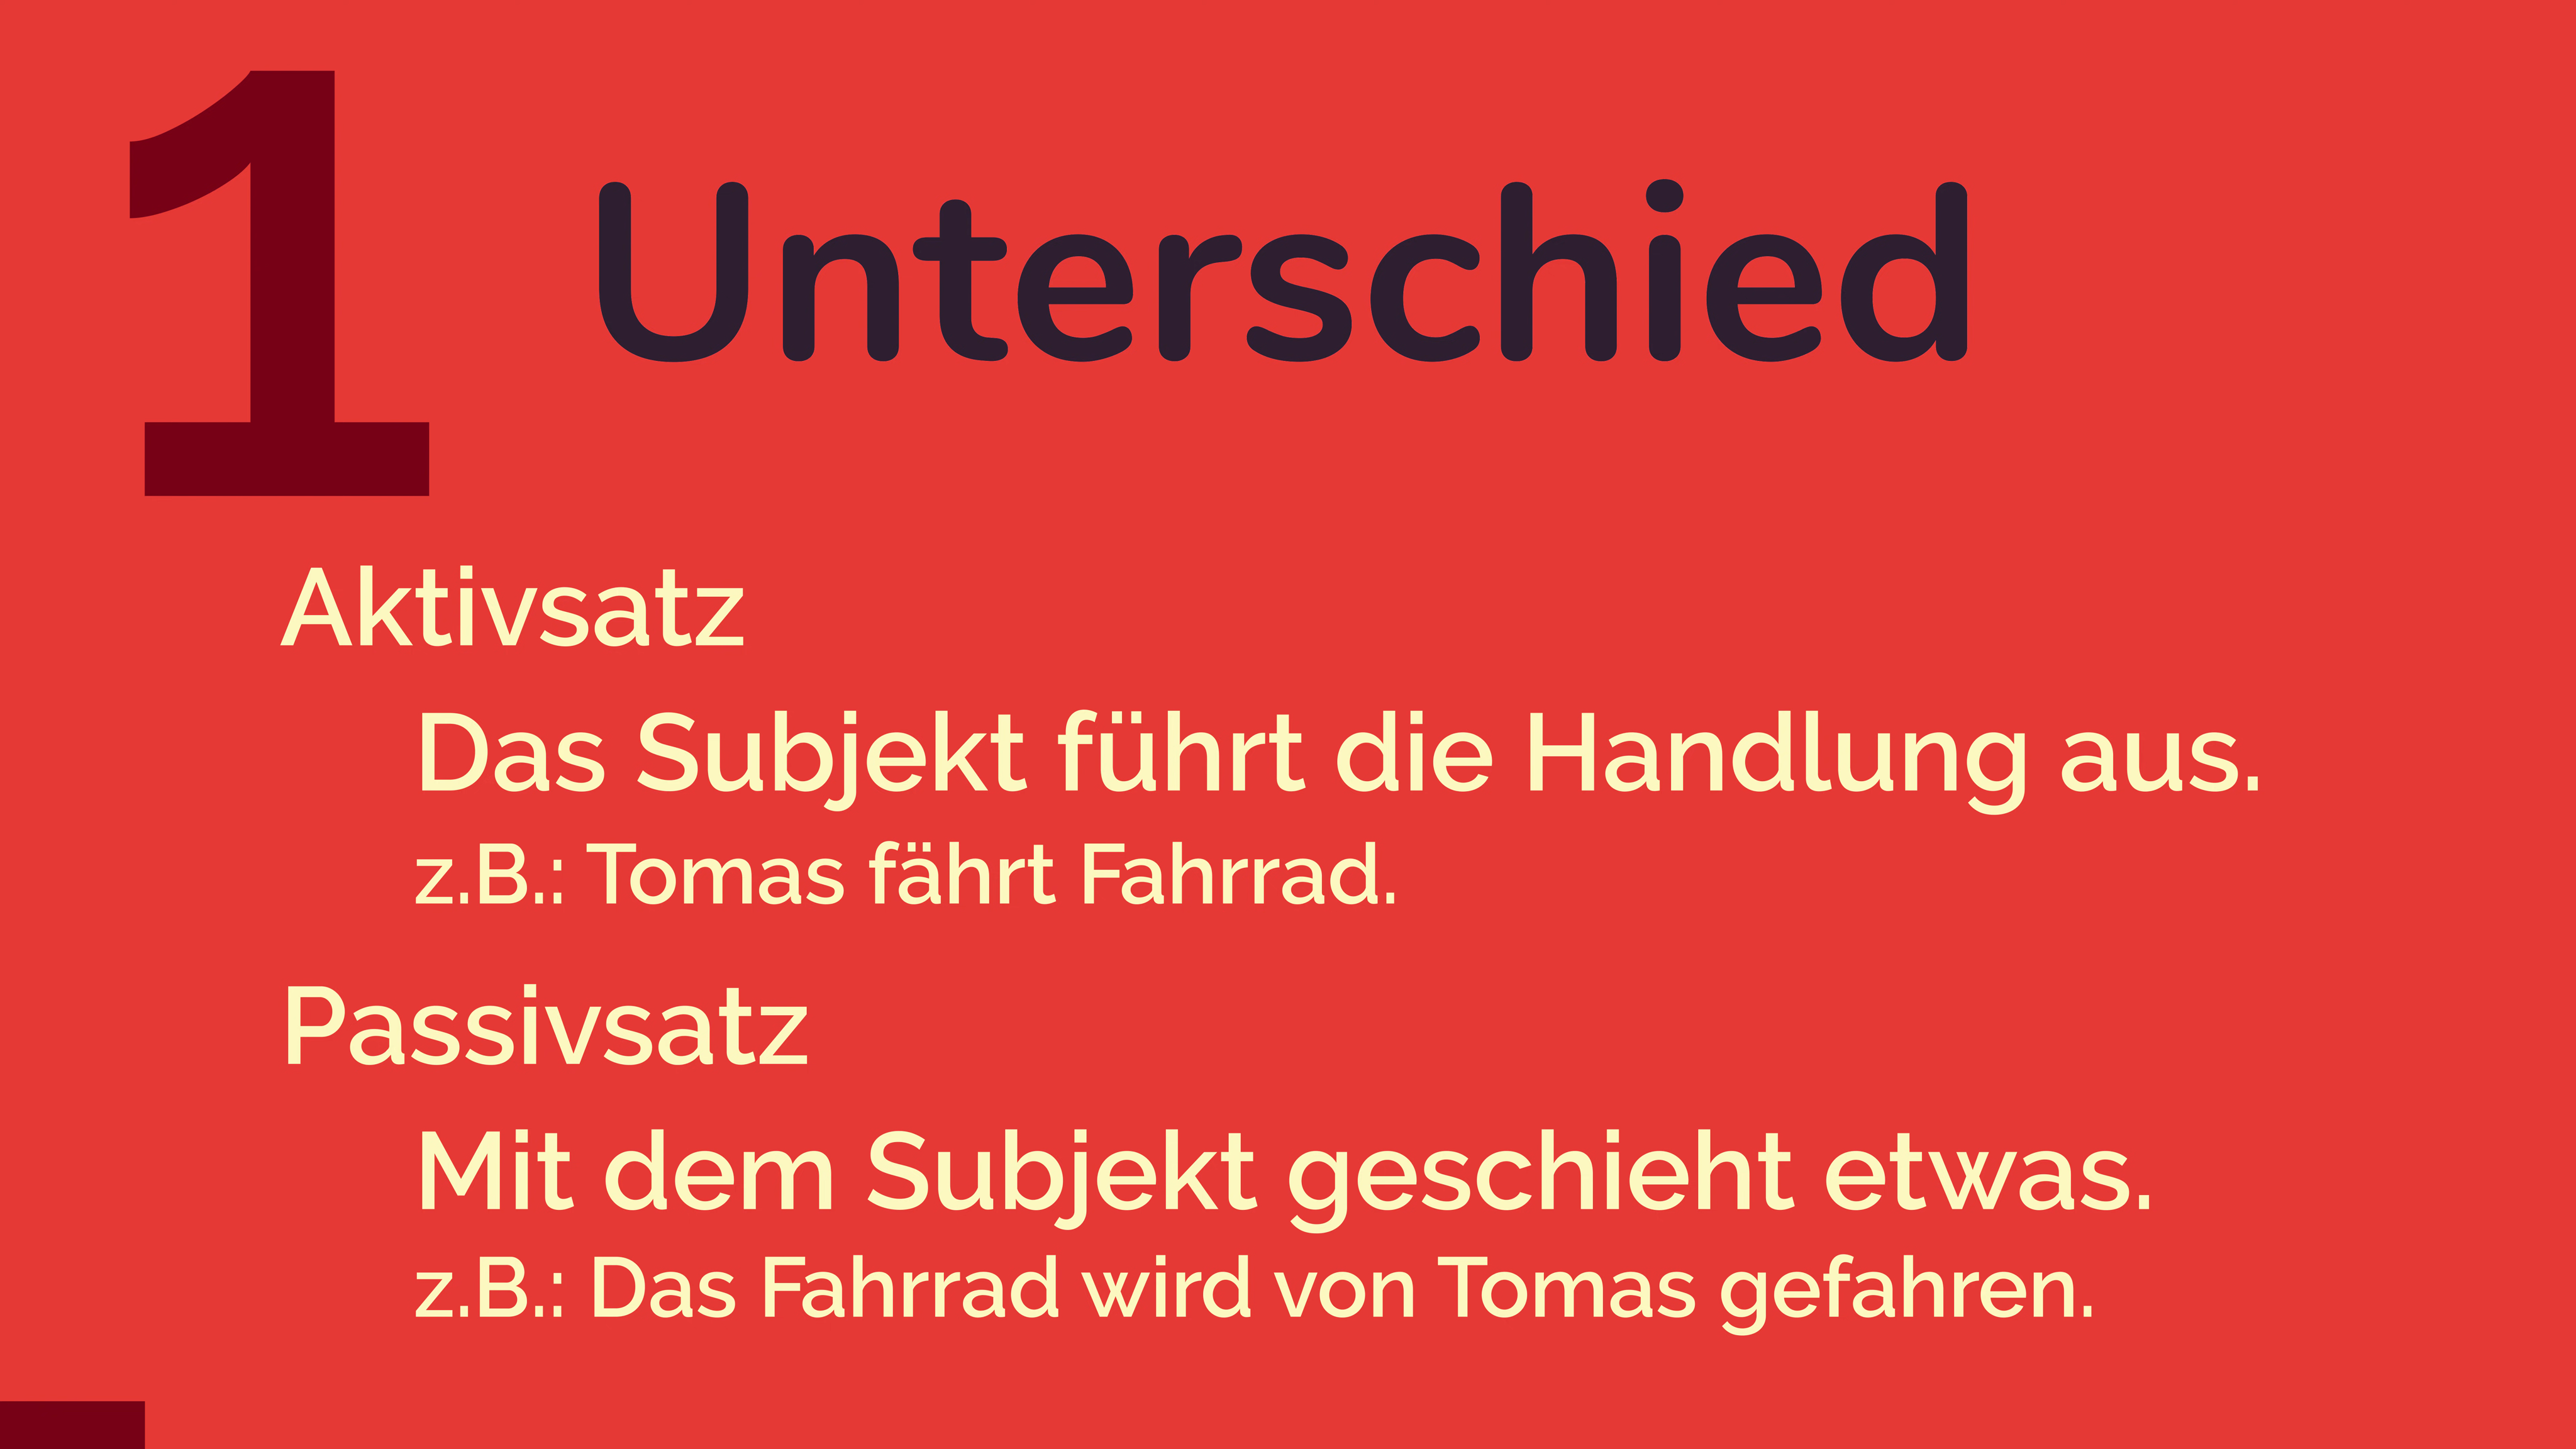 1
Unterschied
Aktivsatz
Das Subjekt führt die Handlung aus.
z.B.: Tomas fährt Fahrrad.
Passivsatz
Mit dem Subjekt geschieht etwas.
z.B.: Das Fahrrad wird von Tomas gefahren.